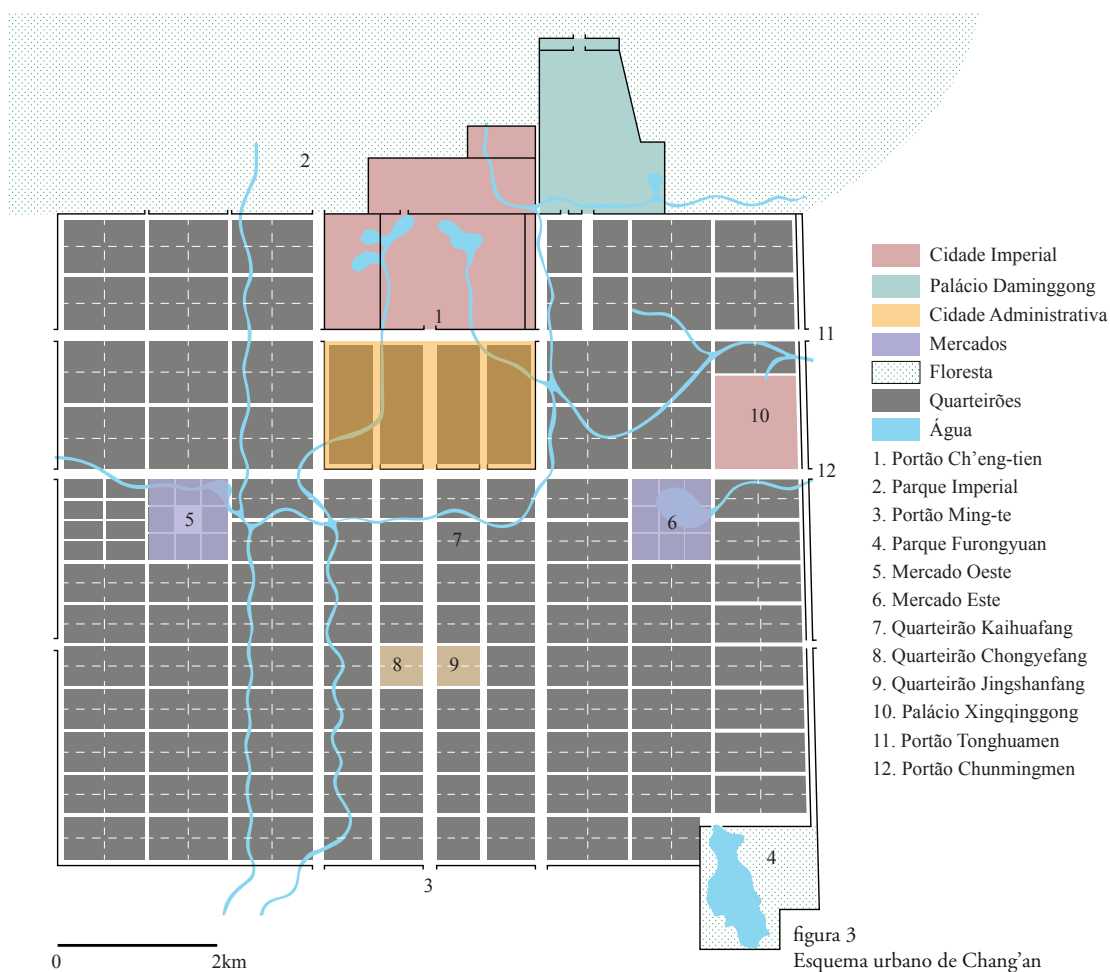 2
1
11
10
12
5
6
7
8
9
4
3
0
2km
Cidade Imperial
Palácio Daminggong
Cidade Administrativa
Mercados
Floresta
Quarteirões
Água
1. Portão Ch'eng-tien
2. Parque Imperial
3. Portão Ming-te
4. Parque Furongyuan
5. Mercado Oeste
6. Mercado Este
7. Quarteirão Kaihuafang
8. Quarteirão Chongyefang
9. Quarteirão Jingshanfang
10. Palácio Xingqinggong
11. Portão Tonghuamen
12. Portão Chunmingmen
figura 3
Esquema urbano de Chang'an